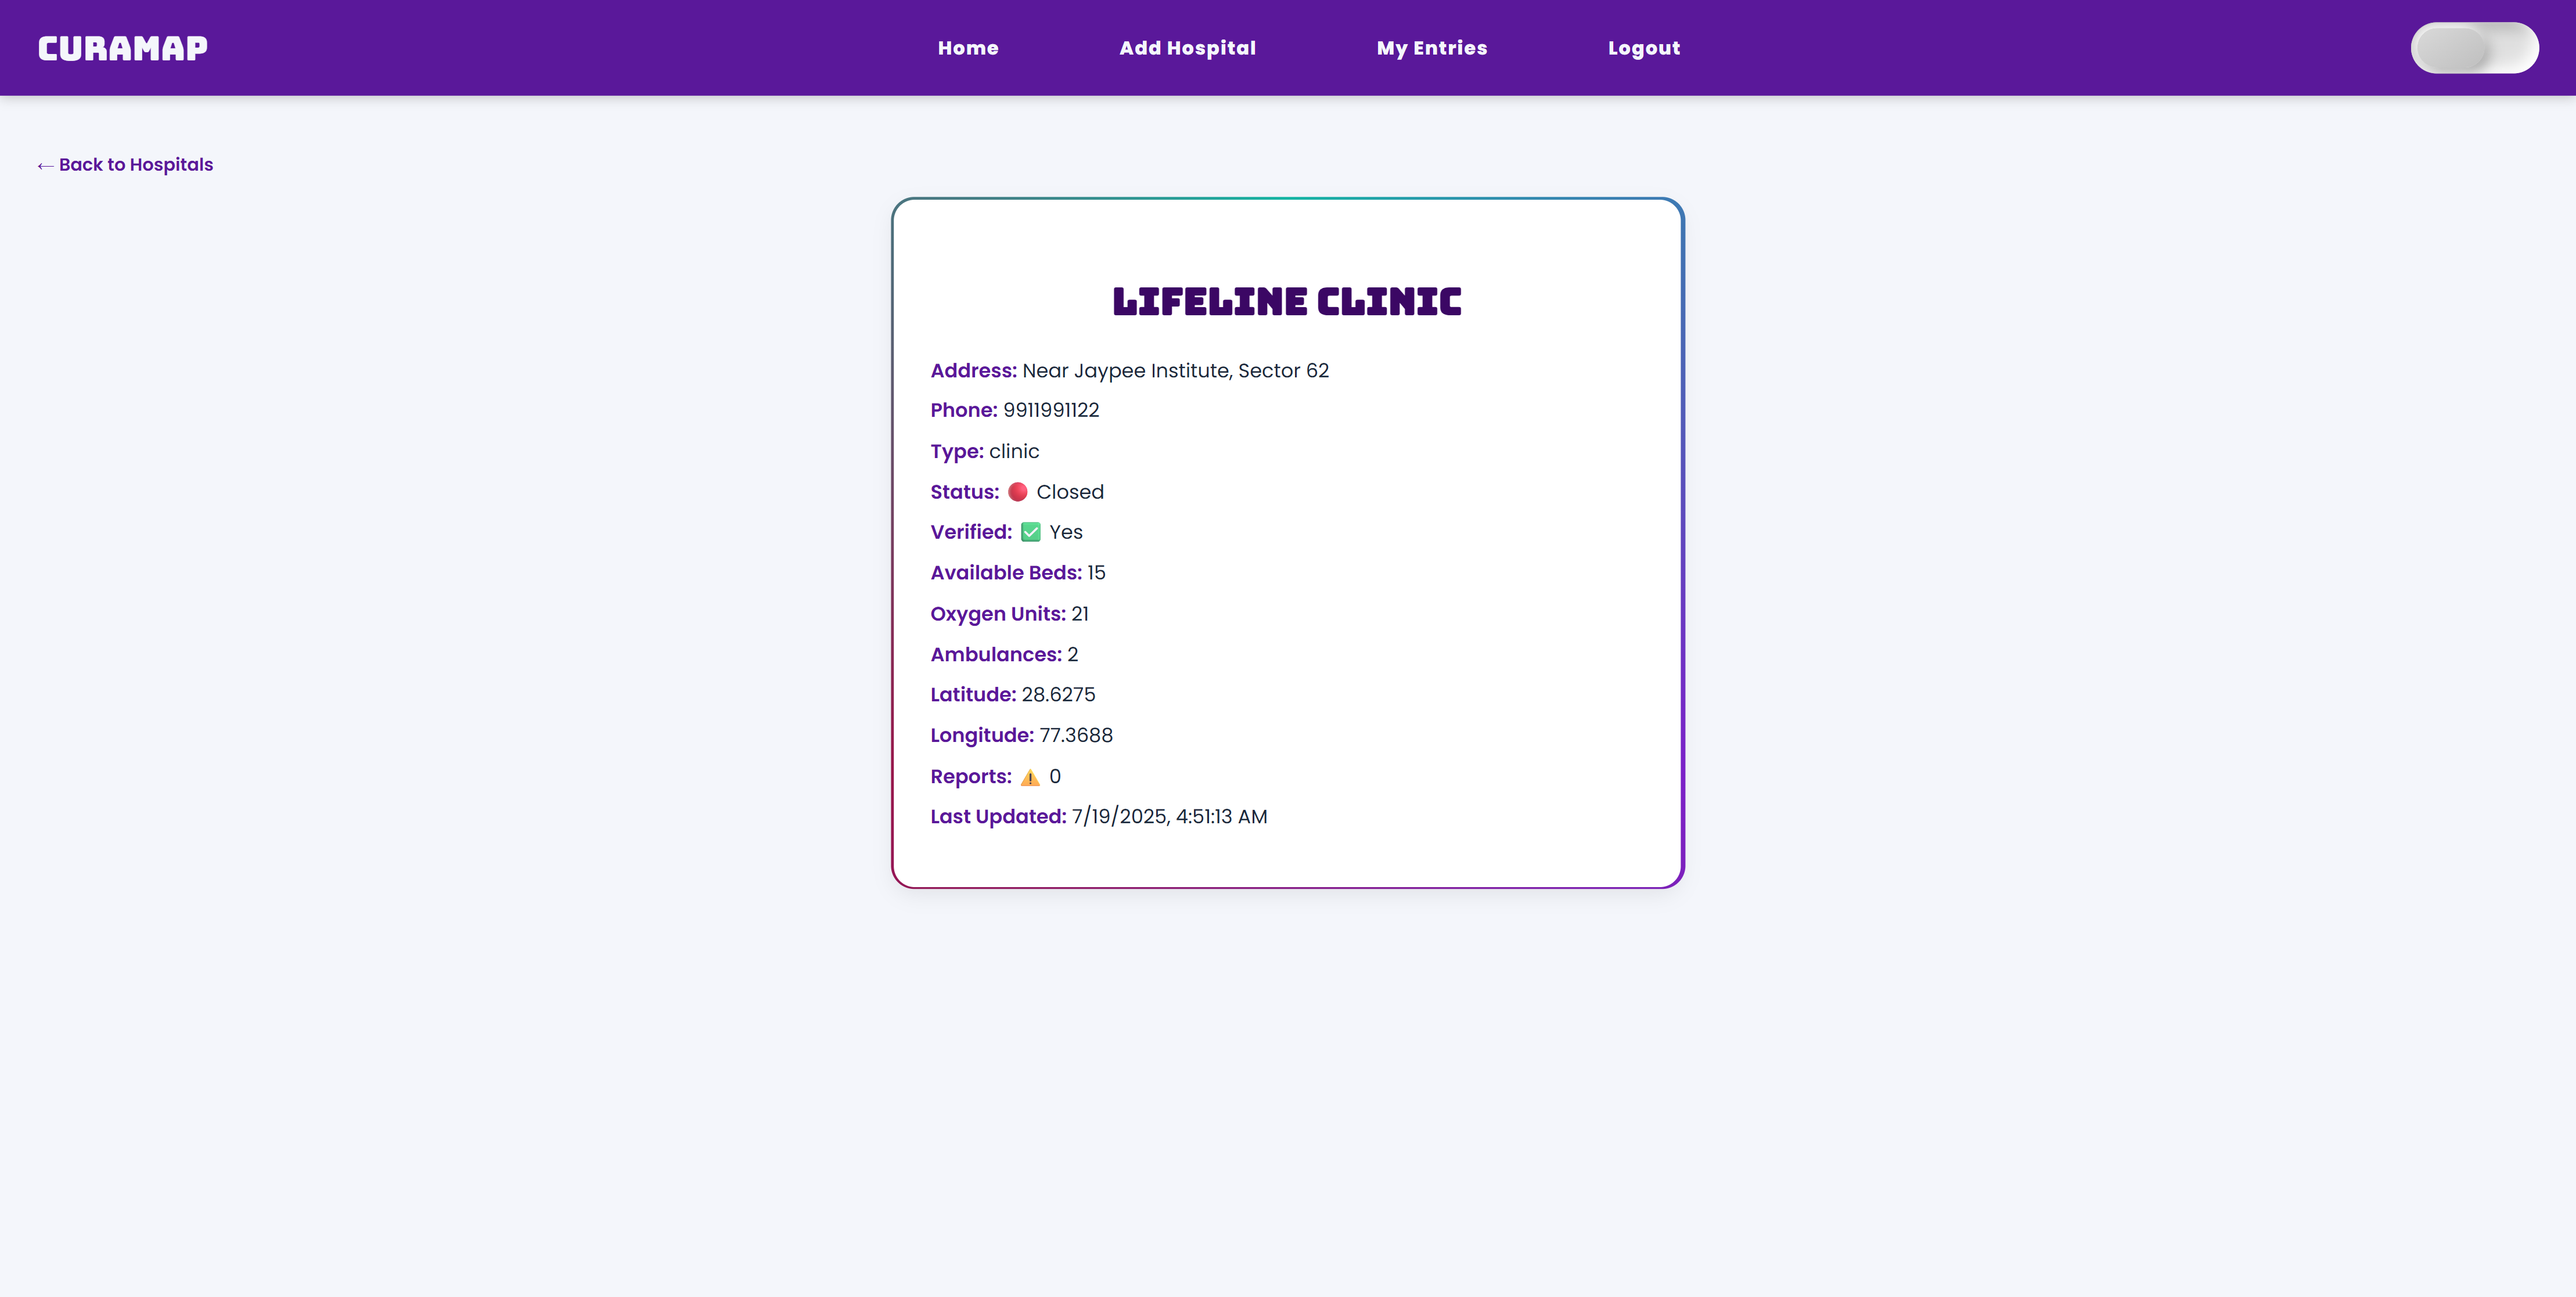 CURAMAP
Home Add Hospital My Entries Logout
← Back to Hospitals
LIFELINE CLINIC
Address: Near Jaypee Institute, Sector 62
Phone: 9911991122
Type: clinic
Status: 🔴 Closed
Verified: ✅ Yes
Available Beds: 15
Oxygen Units: 21
Ambulances: 2
Latitude: 28.6275
Longitude: 77.3688
Reports: ⚠️ 0
Last Updated: 7/19/2025, 4:51:13 AM